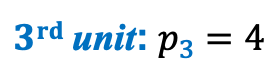 3ʳᵈ unit: p₃ = 4